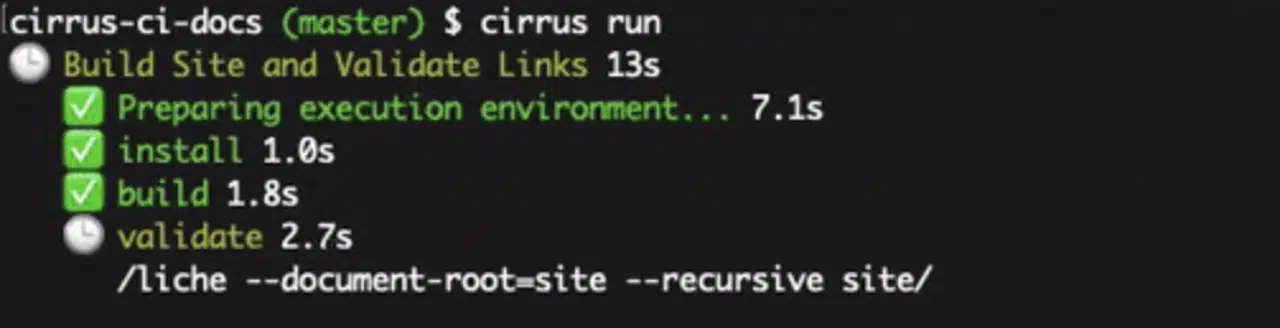 cirrus-ci-docs (master) $ cirrus run
Build Site and Validate Links 13s
Preparing execution environment... 7.1s
install 1.0s
build 1.8s
validate 2.7s
/liche --document-root=site --recursive site/